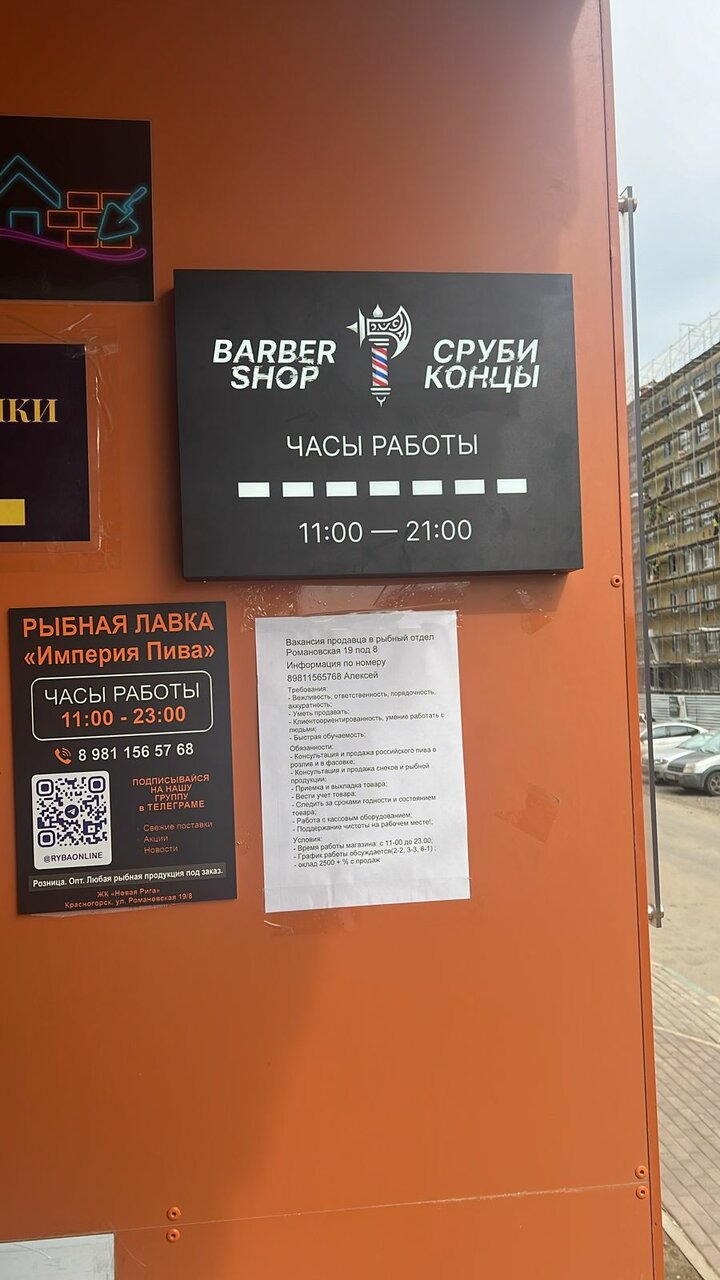 BARBER
SHOP
СРУБИ
КОНЦЫ
ЧАСЫ РАБОТЫ
11:00 — 21:00
РЫБНАЯ ЛАВКА
«Империя Пива»
ЧАСЫ РАБОТЫ
11:00 - 23:00
8 981 156 57 68
ПОДПИСЫВАЙСЯ
НА НАШУ
ГРУППУ
в ТЕЛЕГРАМЕ
Свежие поставки
Акции
Новости
@RYBAONLINE
Розница. Опт. Любая рыбная продукция под заказ.
ЖК «Новая Рига»
Красногорск, ул. Романовская 19/8
Вакансия продавца в рыбный отдел
Романовская 19 под 8
Информация по номеру
89811565768 Алексей
Требования:
- Вежливость, ответственность, порядочность,
аккуратность;
- Уметь продавать;
- Клиентоориентированность, умение работать с
людьми;
- Быстрая обучаемость;
Обязанности:
- Консультация и продажа российского пива в
розлив и в фасовке;
- Консультация и продажа снеков и рыбной
продукции;
- Приемка и выкладка товара;
- Вести учет товара;
- Следить за сроками годности и состоянием
товара;
- Работа с кассовым оборудованием;
- Поддержание чистоты на рабочем месте!;
Условия:
- Время работы магазина: с 11-00 до 23.00;
- График работы обсуждается(2-2, 3-3, 6-1) ;
- оклад 2500 + % с продаж